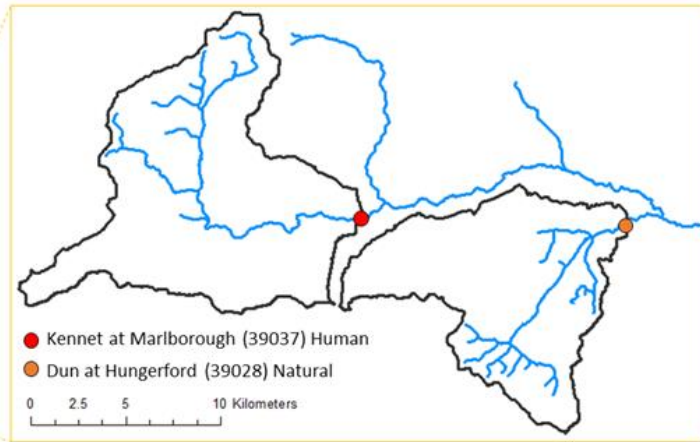 Kennet at Marlborough (39037) Human
Dun at Hungerford (39028) Natural
0 2.5 5 10 Kilometers